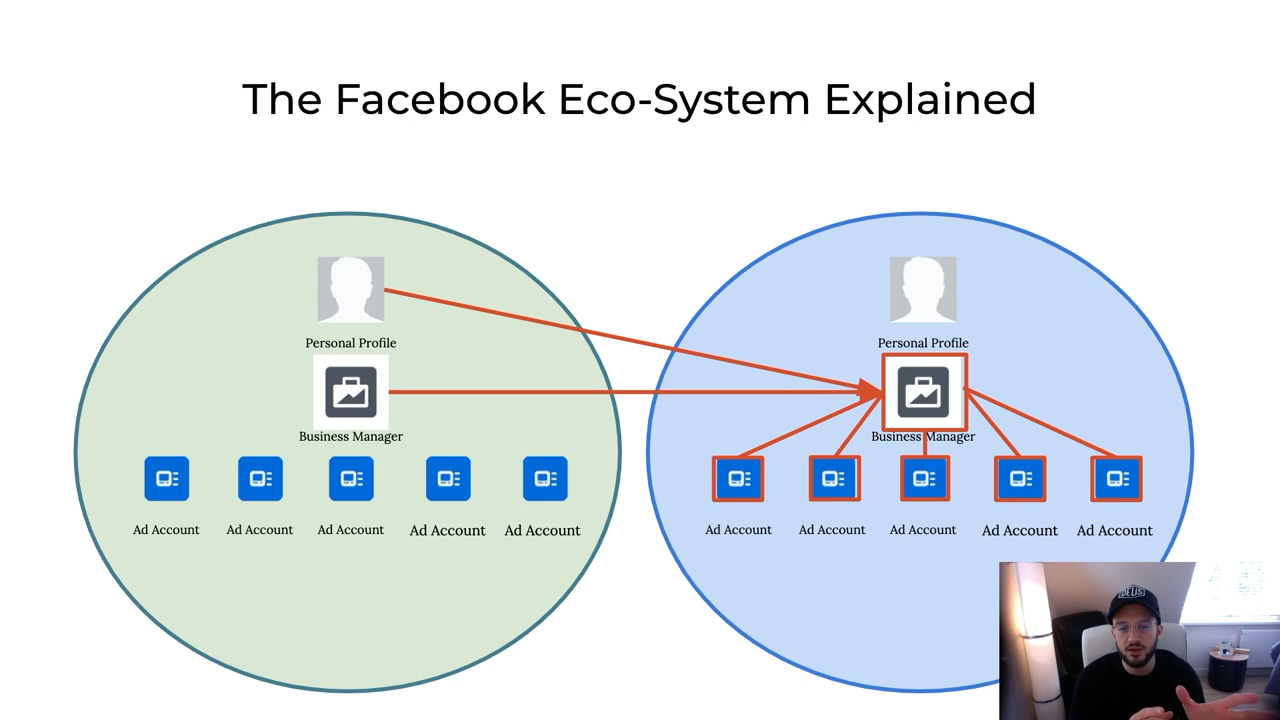 The Facebook Eco-System Explained
Personal Profile
Business Manager
Ad Account Ad Account Ad Account Ad Account Ad Account
Personal Profile
Business Manager
Ad Account Ad Account Ad Account Ad Account Ad Account